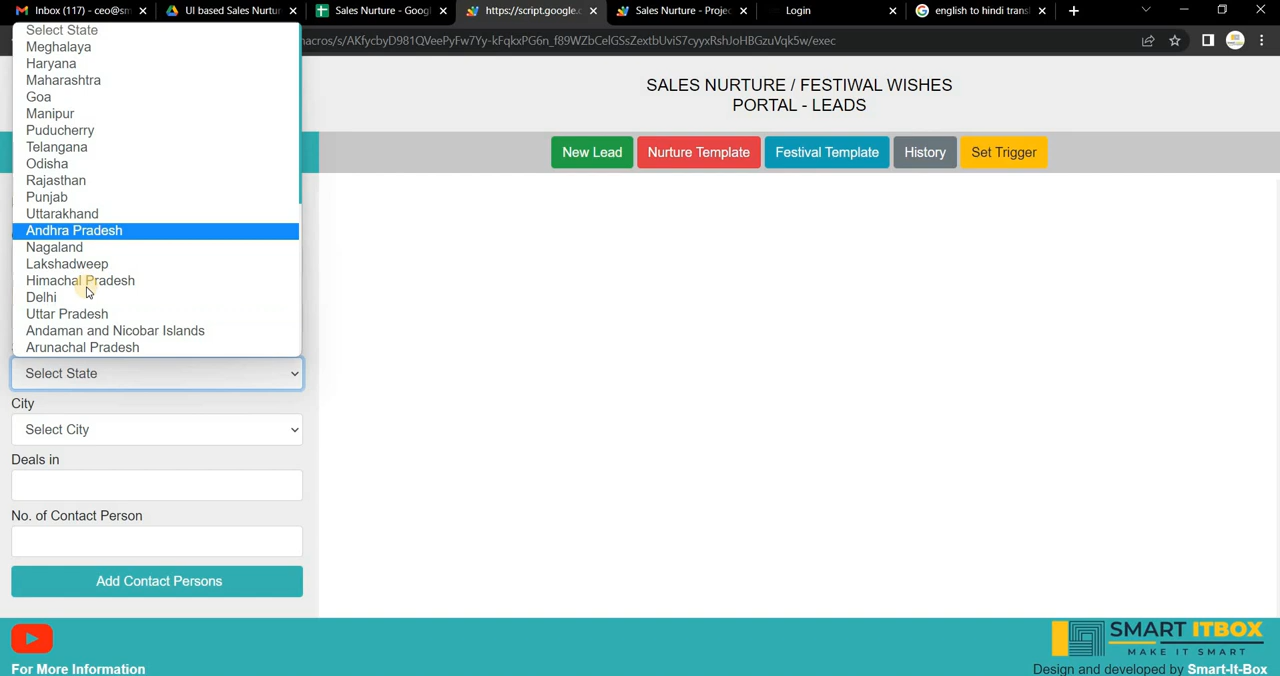 Inbox (117) - ceo@sm
UI based Sales Nurtur
Sales Nurture - Googl
https://script.google.
Sales Nurture - Projec
Login
english to hindi transl
acros/s/AKfycbyD981QVeePyFw7Yy-kFqkxPG6n_f89WZbCelGSsZextbUviS7cyyxRshJoHBGzuVqk5w/exec
Select State
Meghalaya
Haryana
Maharashtra
Goa
Manipur
Puducherry
Telangana
Odisha
Rajasthan
Punjab
Uttarakhand
Andhra Pradesh
Nagaland
Lakshadweep
Himachal Pradesh
Delhi
Uttar Pradesh
Andaman and Nicobar Islands
Arunachal Pradesh
Select State
City
Select City
Deals in
No. of Contact Person
Add Contact Persons
SALES NURTURE / FESTIWAL WISHES
PORTAL - LEADS
New Lead
Nurture Template
Festival Template
History
Set Trigger
For More Information
SMART ITBOX
MAKE IT SMART
Design and developed by Smart-It-Box